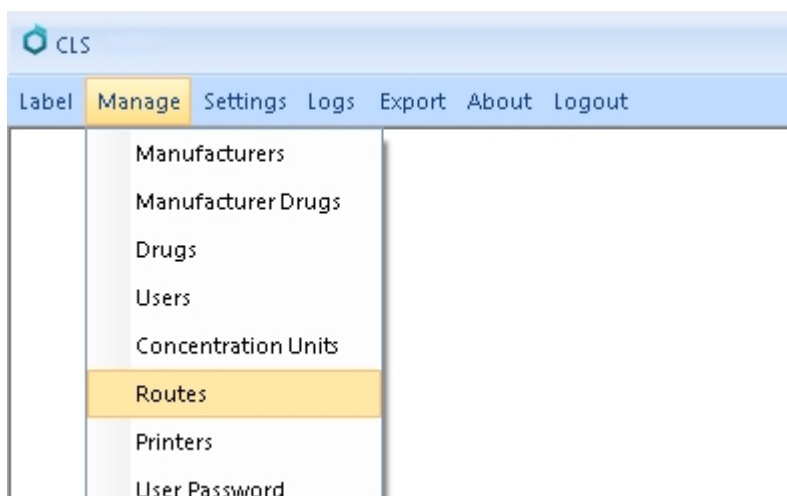 CLS
Label Manage Settings Logs Export About Logout
Manufacturers
Manufacturer Drugs
Drugs
Users
Concentration Units
Routes
Printers
User Password